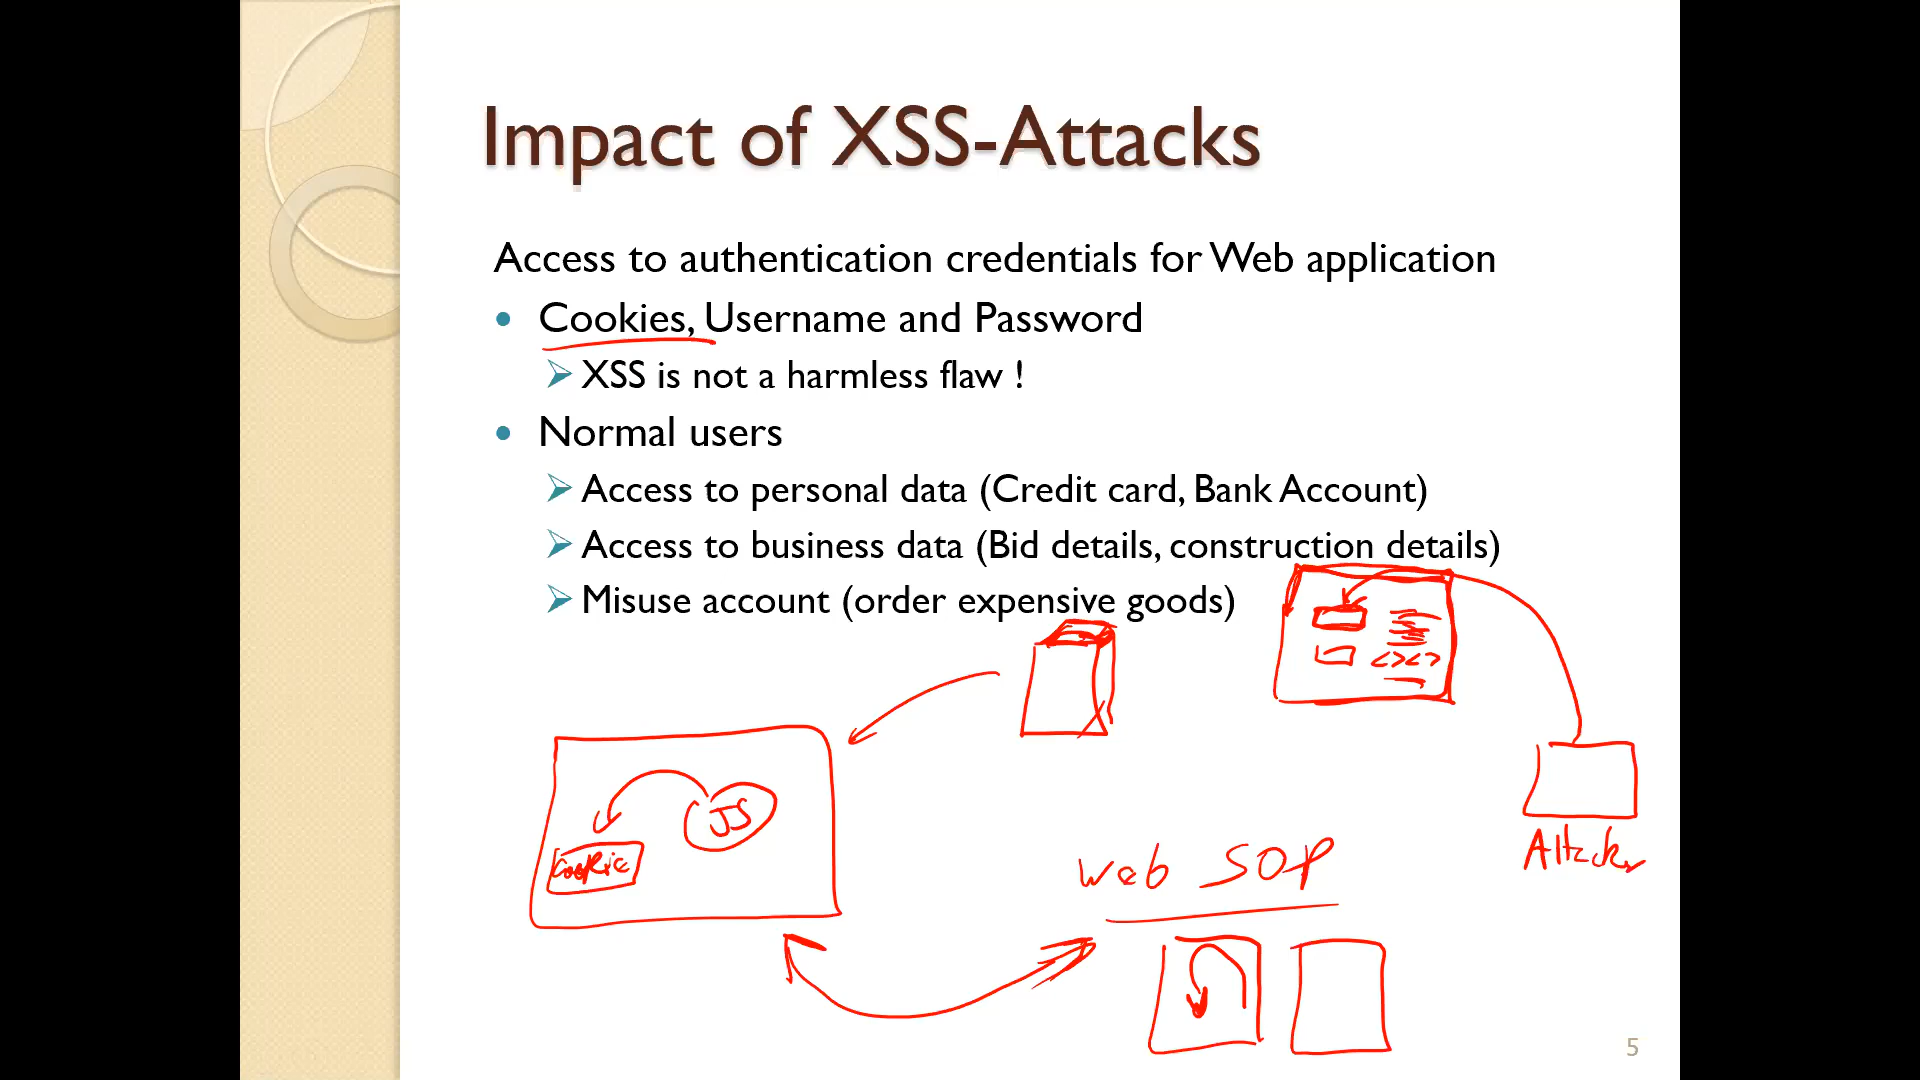 Impact of XSS-Attacks
Access to authentication credentials for Web application
• Cookies, Username and Password
➢ XSS is not a harmless flaw !
• Normal users
➢ Access to personal data (Credit card, Bank Account)
➢ Access to business data (Bid details, construction details)
➢ Misuse account (order expensive goods)
<><>
JS
Cookie
Web SOP
Attacker
5